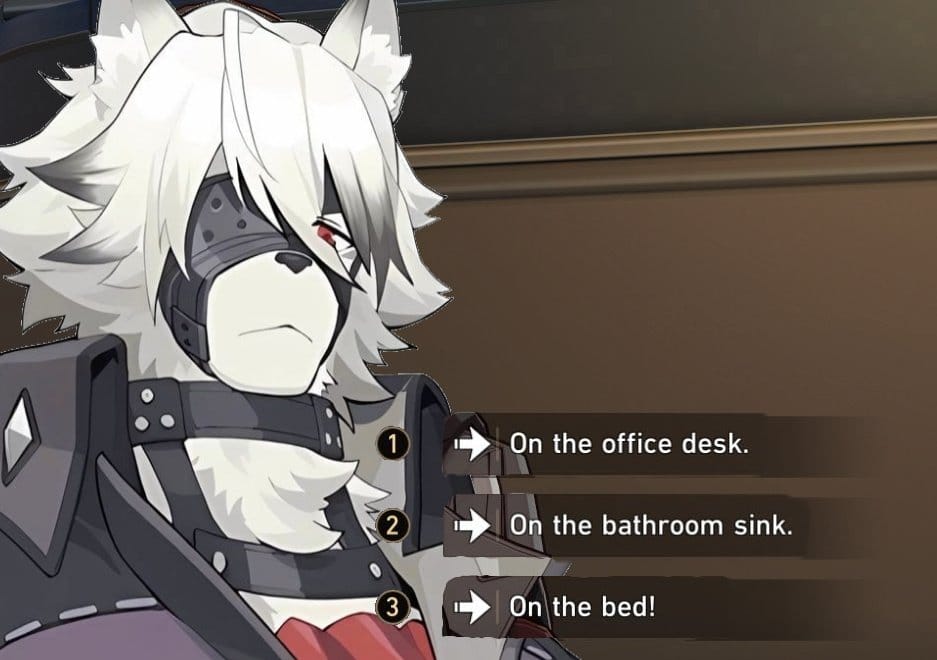 1 On the office desk.
2 On the bathroom sink.
3 On the bed!